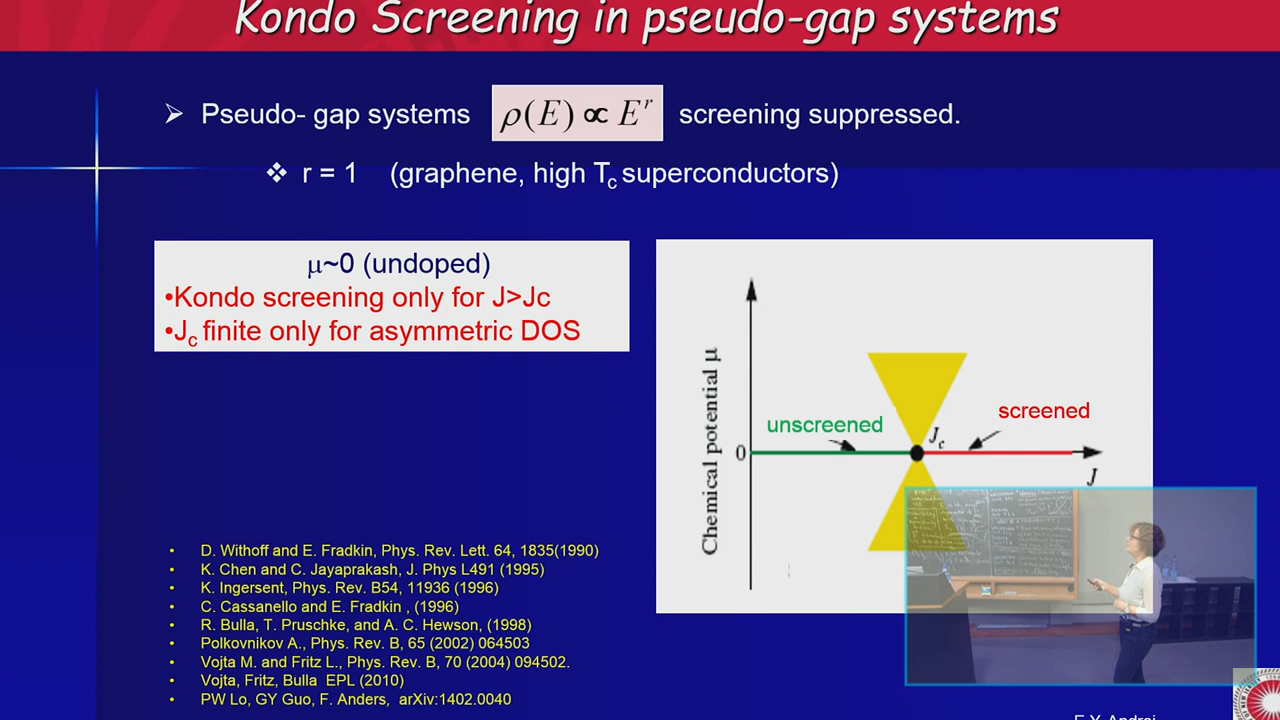 Kondo Screening in pseudo-gap systems
➢ Pseudo- gap systems ρ(E) ∝ E^r screening suppressed.
❖ r = 1 (graphene, high Tc superconductors)
μ~0 (undoped)
•Kondo screening only for J>Jc
•Jc finite only for asymmetric DOS
Chemical potential μ
0
unscreened
Jc
screened
J
• D. Withoff and E. Fradkin, Phys. Rev. Lett. 64, 1835(1990)
• K. Chen and C. Jayaprakash, J. Phys L491 (1995)
• K. Ingersent, Phys. Rev. B54, 11936 (1996)
• C. Cassanello and E. Fradkin , (1996)
• R. Bulla, T. Pruschke, and A. C. Hewson, (1998)
• Polkovnikov A., Phys. Rev. B, 65 (2002) 064503
• Vojta M. and Fritz L., Phys. Rev. B, 70 (2004) 094502.
• Vojta, Fritz, Bulla EPL (2010)
• PW Lo, GY Guo, F. Anders, arXiv:1402.0040